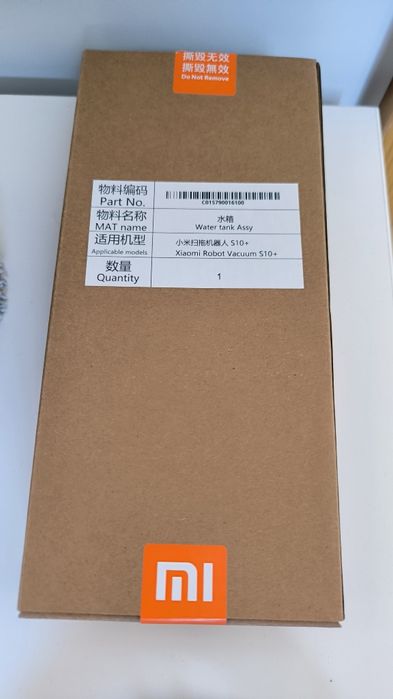 撕毁无效
撕毀無效
Do Not Remove
物料编码
Part No.
C015790016100
物料名称
MAT name
水箱
Water tank Assy
适用机型
Applicable models
小米扫拖机器人 S10+
Xiaomi Robot Vacuum S10+
数量
Quantity
1
mi